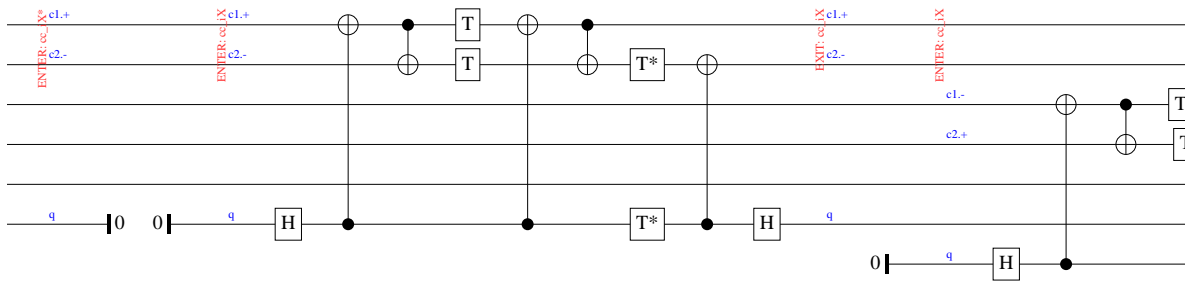 ENTER: cc_iX*
c1.+
c2.-
q
0
0
ENTER: cc_iX
c1.+
c2.-
q
H
T
T
T*
T*
H
EXIT: cc_iX
c1.+
c2.-
q
0
ENTER: cc_iX
c1.-
c2.+
q
H
T
T